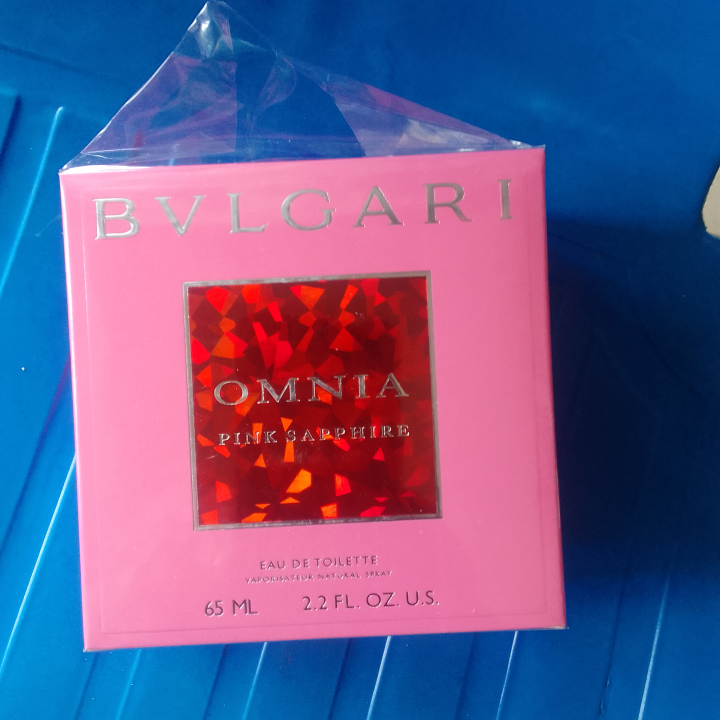 BVLGARI
OMNIA
PINK SAPPHIRE
EAU DE TOILETTE
VAPORISATEUR NATURAL SPRAY
65 ML 2.2 FL. OZ. U.S.